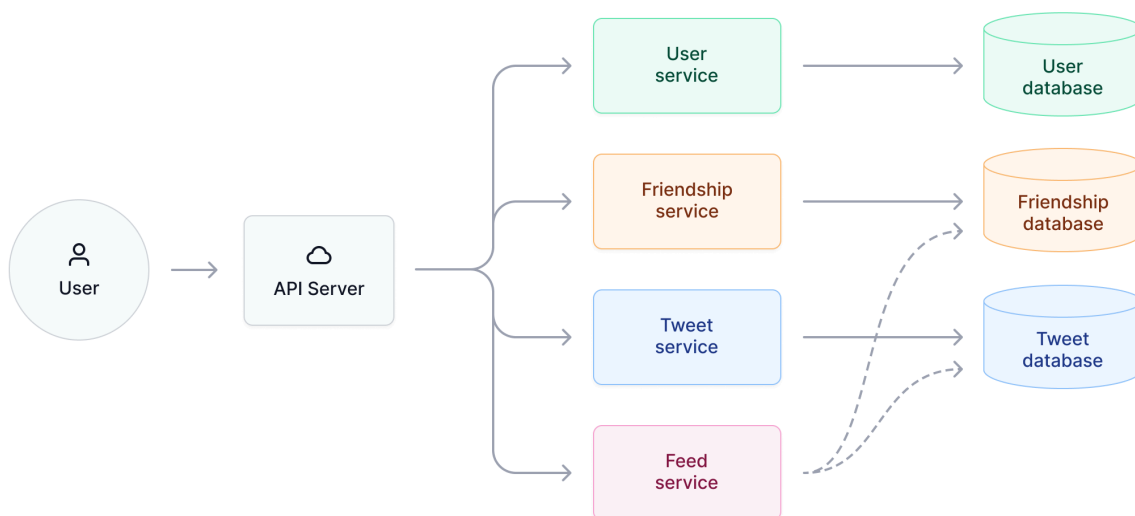 User
API Server
User
service
Friendship
service
Tweet
service
Feed
service
User
database
Friendship
database
Tweet
database